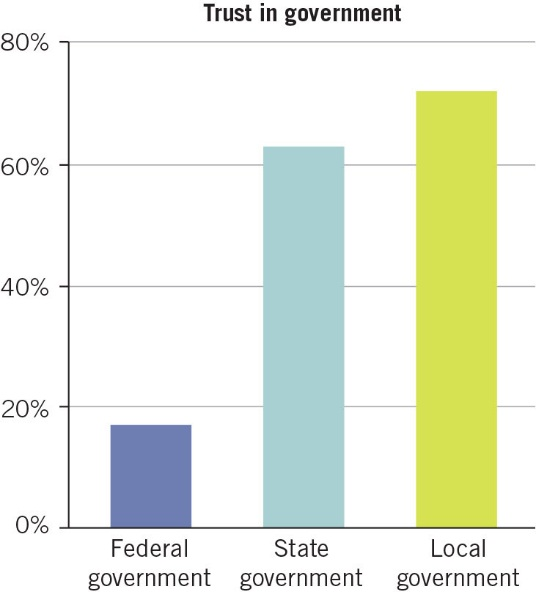 Trust in government
80%
60%
40%
20%
0%
Federal
government
State
government
Local
government